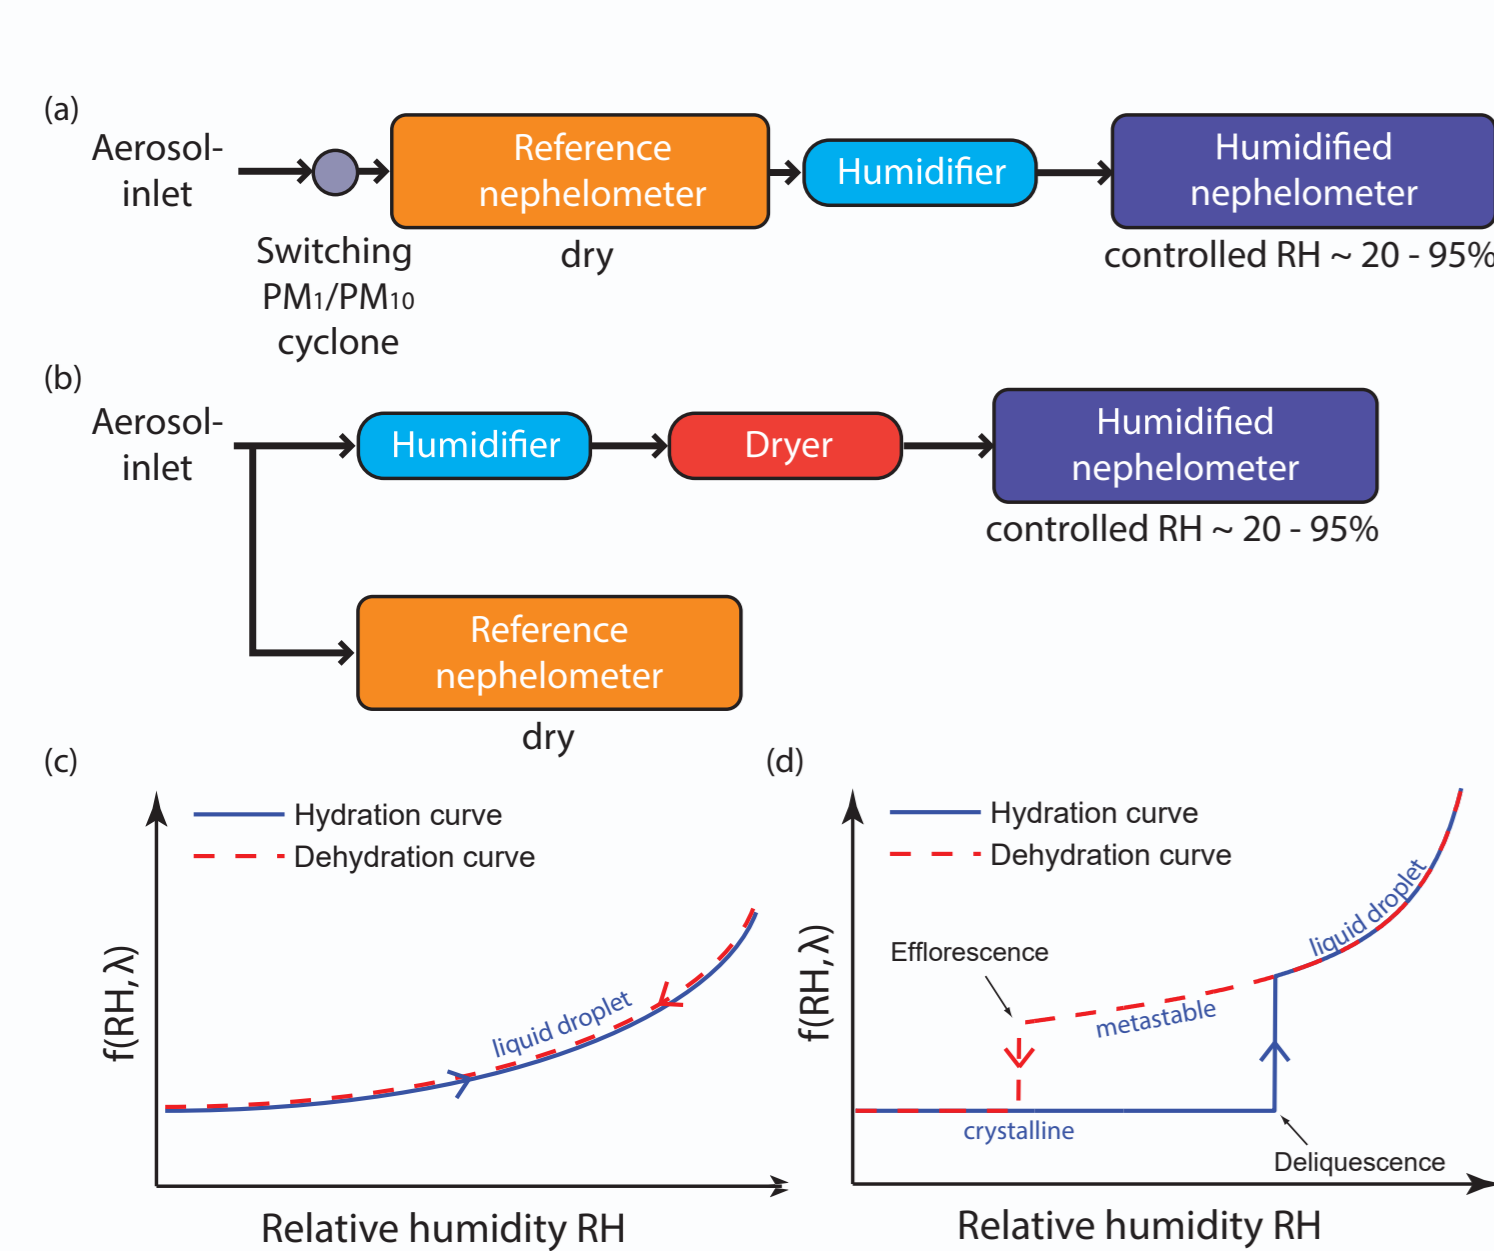 (a)
Aerosol-
inlet
Switching
PM1/PM10
cyclone
Reference
nephelometer
dry
Humidifier
Humidified
nephelometer
controlled RH ~ 20 - 95%
(b)
Aerosol-
inlet
Humidifier
Dryer
Humidified
nephelometer
controlled RH ~ 20 - 95%
Reference
nephelometer
dry
(c)
Hydration curve
Dehydration curve
f(RH,λ)
liquid droplet
Relative humidity RH
(d)
Hydration curve
Dehydration curve
f(RH,λ)
Efflorescence
liquid droplet
metastable
crystalline
Deliquescence
Relative humidity RH